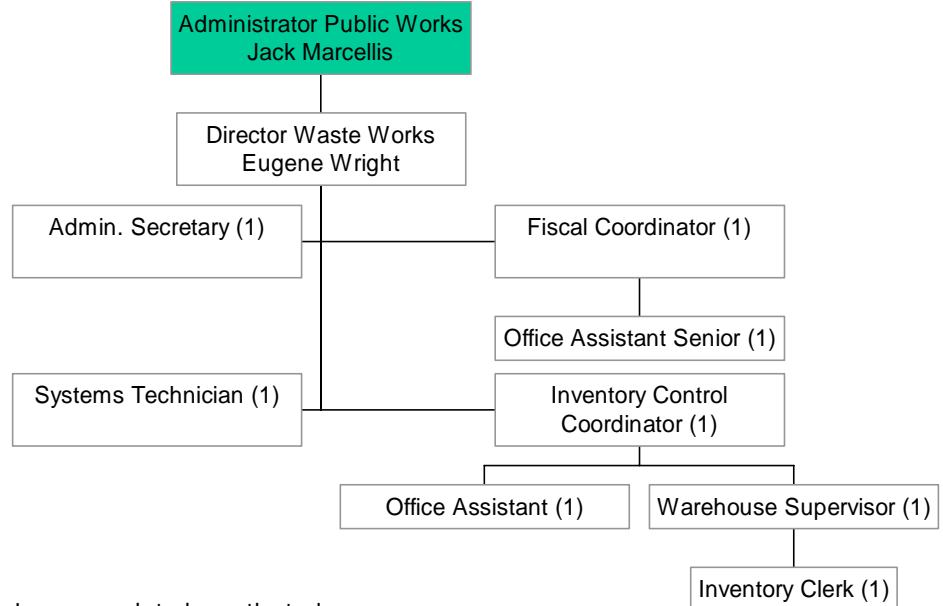 Administrator Public Works
Jack Marcellis
Director Waste Works
Eugene Wright
Admin. Secretary (1)
Fiscal Coordinator (1)
Office Assistant Senior (1)
Systems Technician (1)
Inventory Control
Coordinator (1)
Office Assistant (1)
Warehouse Supervisor (1)
Inventory Clerk (1)